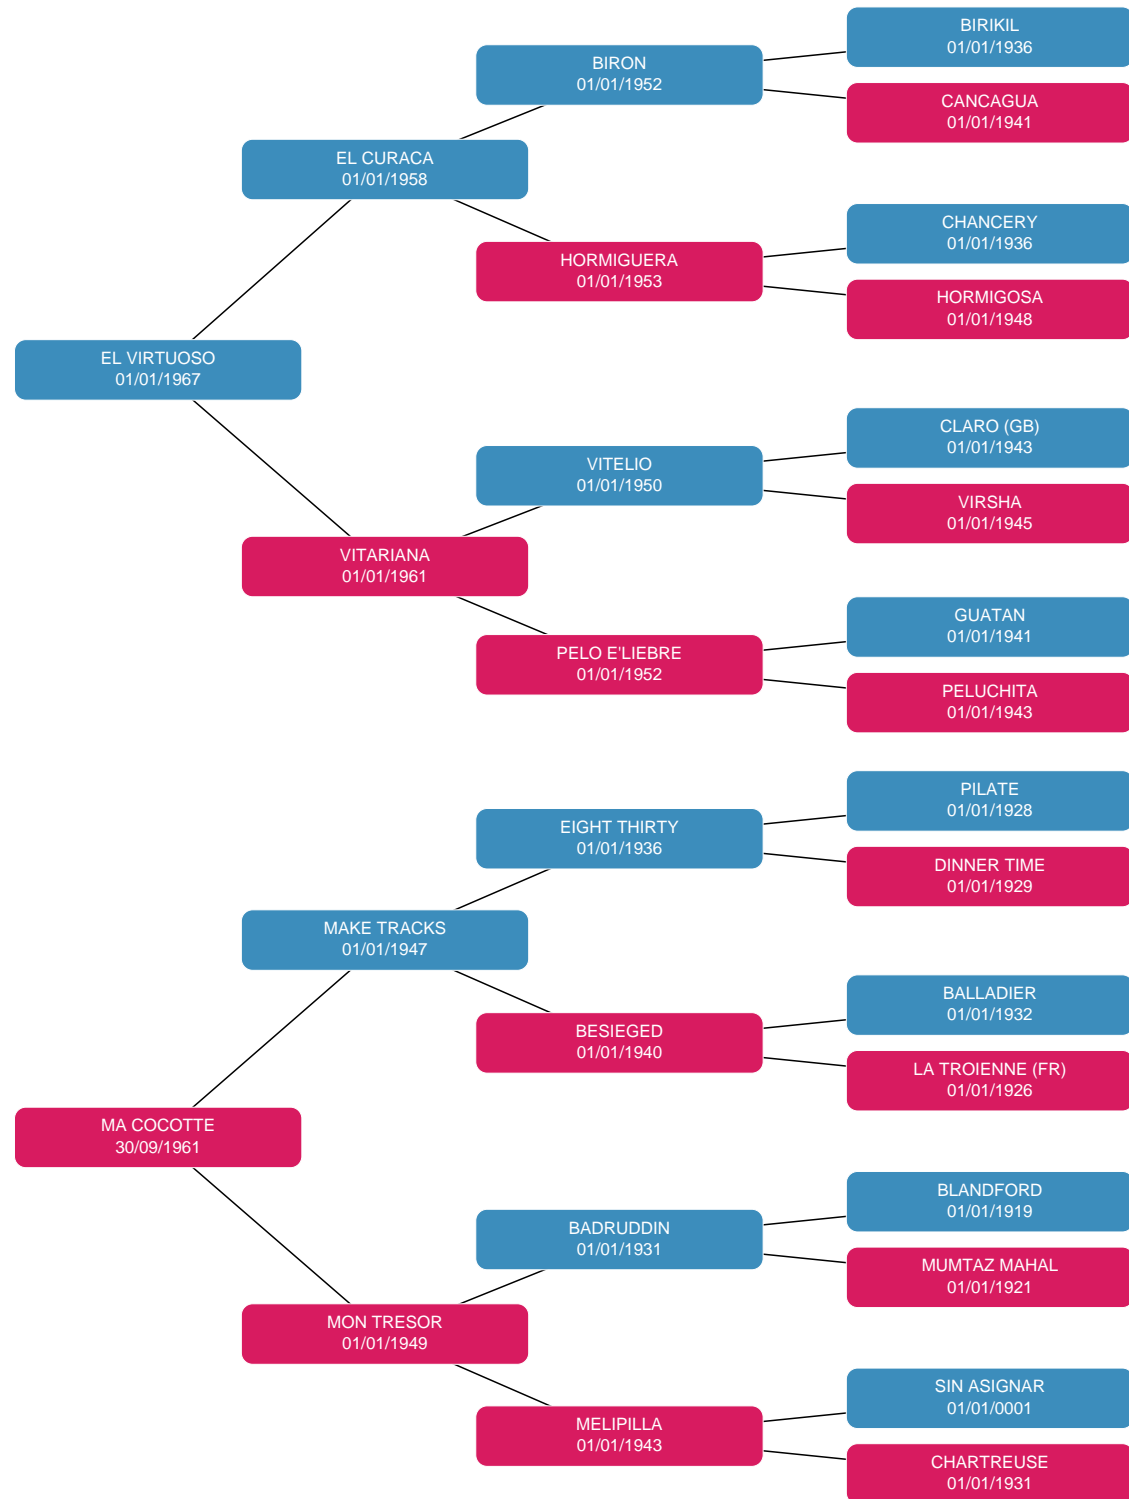 BIRIKIL
01/01/1936
BIRON
01/01/1952
CANCAGUA
01/01/1941
EL CURACA
01/01/1958
CHANCERY
01/01/1936
HORMIGUERA
01/01/1953
HORMIGOSA
01/01/1948
EL VIRTUOSO
01/01/1967
CLARO (GB)
01/01/1943
VITELIO
01/01/1950
VIRSHA
01/01/1945
VITARIANA
01/01/1961
GUATAN
01/01/1941
PELO E'LIEBRE
01/01/1952
PELUCHITA
01/01/1943
PILATE
01/01/1928
EIGHT THIRTY
01/01/1936
DINNER TIME
01/01/1929
MAKE TRACKS
01/01/1947
BALLADIER
01/01/1932
BESIEGED
01/01/1940
LA TROIENNE (FR)
01/01/1926
MA COCOTTE
30/09/1961
BLANDFORD
01/01/1919
BADRUDDIN
01/01/1931
MUMTAZ MAHAL
01/01/1921
MON TRESOR
01/01/1949
SIN ASIGNAR
01/01/0001
MELIPILLA
01/01/1943
CHARTREUSE
01/01/1931